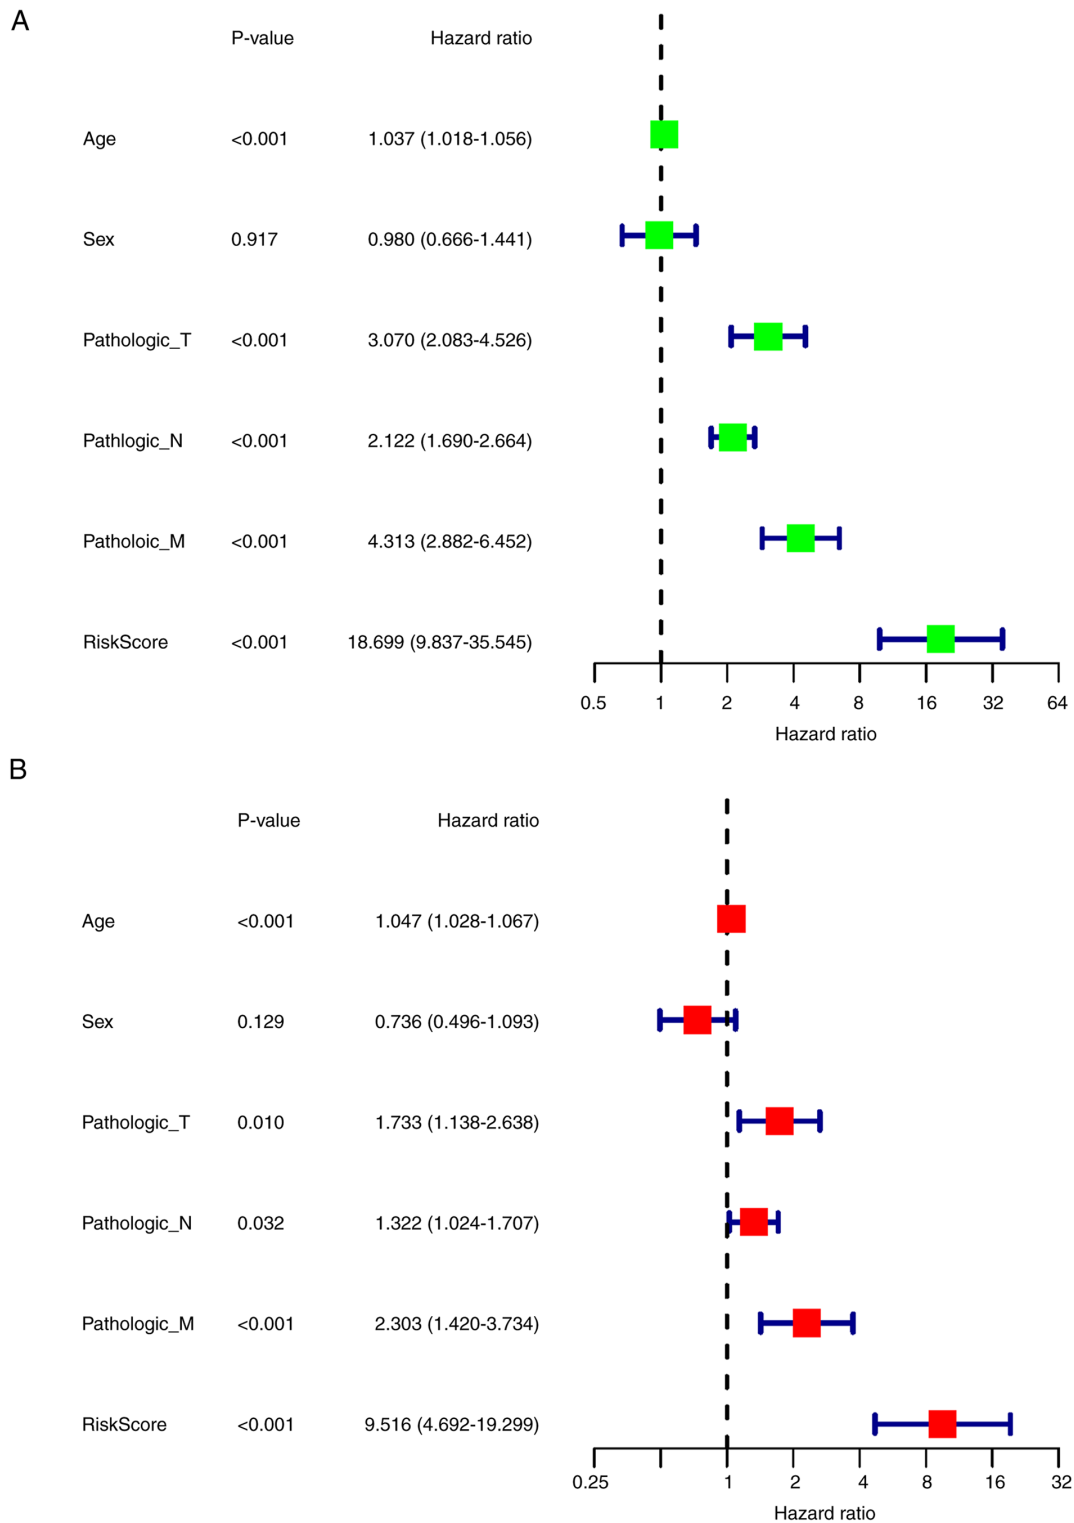 A
P-value Hazard ratio
Age <0.001 1.037 (1.018-1.056)
Sex 0.917 0.980 (0.666-1.441)
Pathologic_T <0.001 3.070 (2.083-4.526)
Pathlogic_N <0.001 2.122 (1.690-2.664)
Patholoic_M <0.001 4.313 (2.882-6.452)
RiskScore <0.001 18.699 (9.837-35.545)
0.5 1 2 4 8 16 32 64
Hazard ratio
B
P-value Hazard ratio
Age <0.001 1.047 (1.028-1.067)
Sex 0.129 0.736 (0.496-1.093)
Pathologic_T 0.010 1.733 (1.138-2.638)
Pathologic_N 0.032 1.322 (1.024-1.707)
Pathologic_M <0.001 2.303 (1.420-3.734)
RiskScore <0.001 9.516 (4.692-19.299)
0.25 1 2 4 8 16 32
Hazard ratio